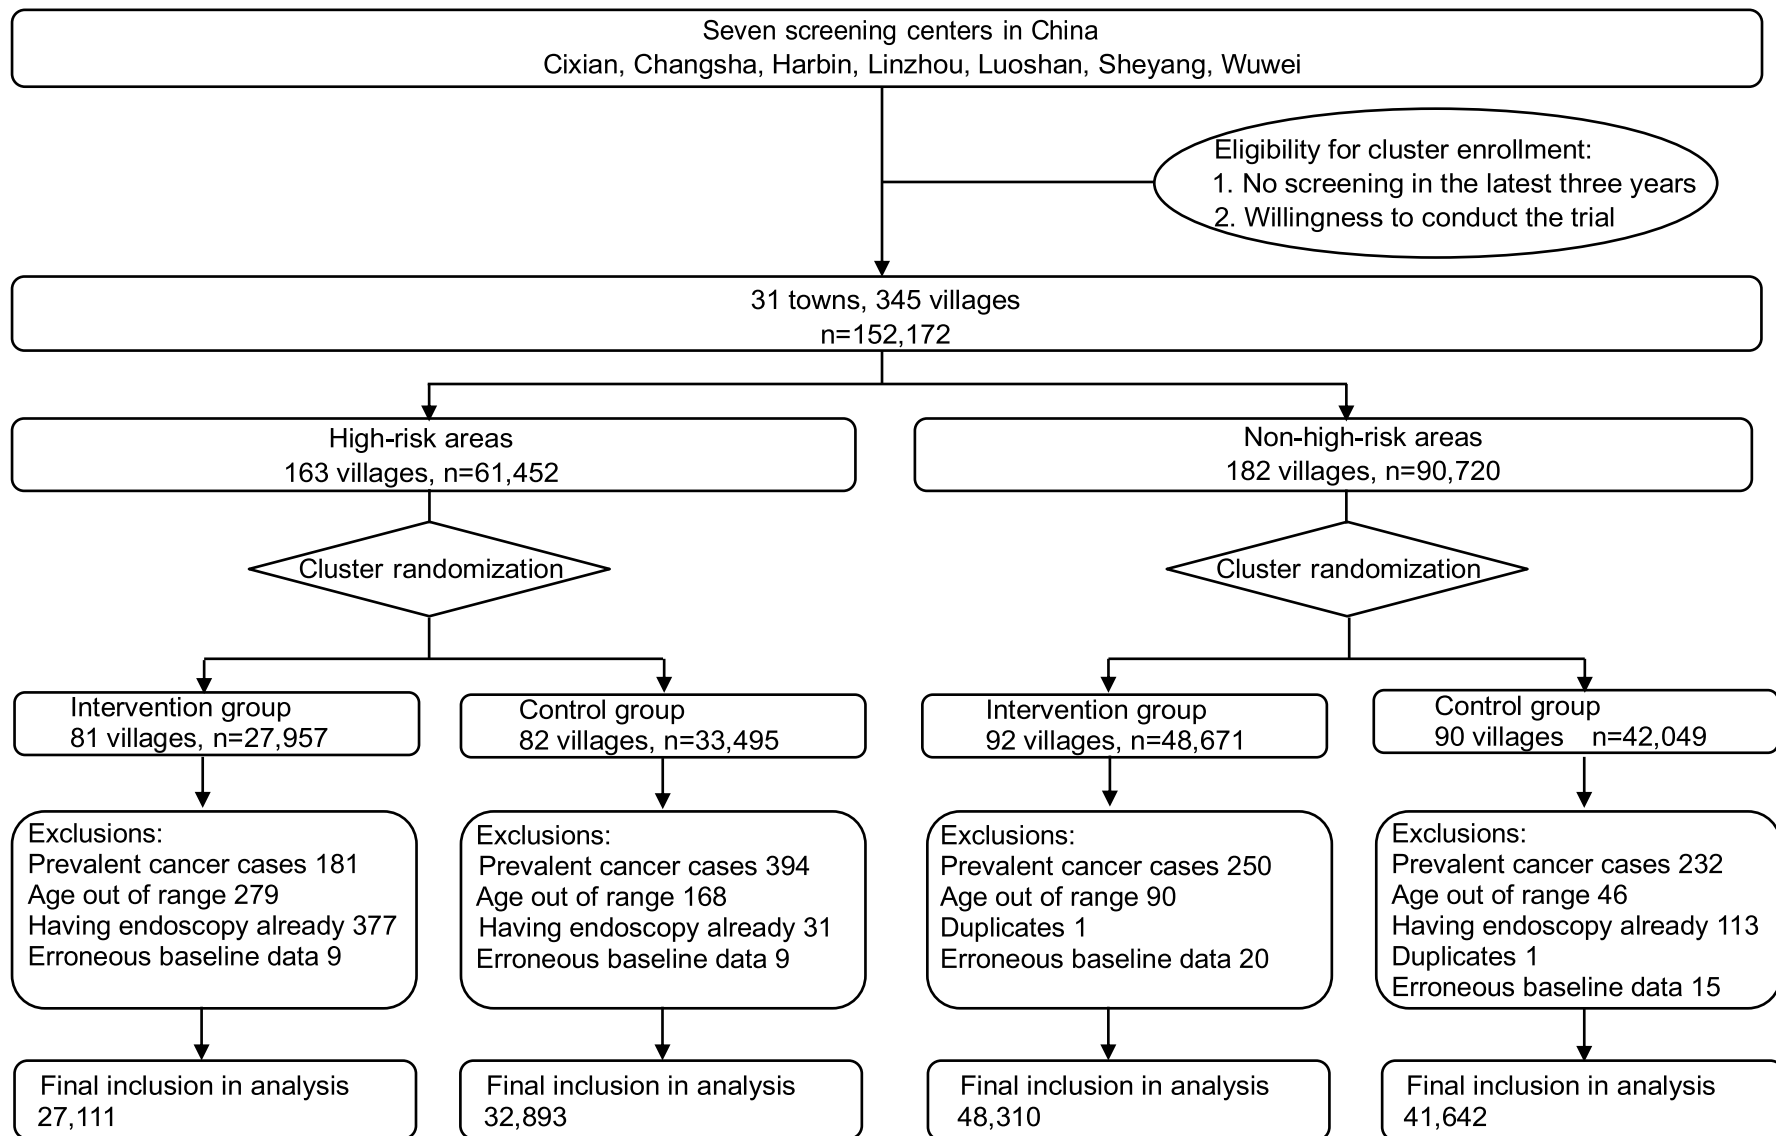 Seven screening centers in China
Cixian, Changsha, Harbin, Linzhou, Luoshan, Sheyang, Wuwei
Eligibility for cluster enrollment:
1. No screening in the latest three years
2. Willingness to conduct the trial
31 towns, 345 villages
n=152,172
High-risk areas
163 villages, n=61,452
Non-high-risk areas
182 villages, n=90,720
Cluster randomization
Cluster randomization
Intervention group
81 villages, n=27,957
Control group
82 villages, n=33,495
Intervention group
92 villages, n=48,671
Control group
90 villages n=42,049
Exclusions:
Prevalent cancer cases 181
Age out of range 279
Having endoscopy already 377
Erroneous baseline data 9
Exclusions:
Prevalent cancer cases 394
Age out of range 168
Having endoscopy already 31
Erroneous baseline data 9
Exclusions:
Prevalent cancer cases 250
Age out of range 90
Duplicates 1
Erroneous baseline data 20
Exclusions:
Prevalent cancer cases 232
Age out of range 46
Having endoscopy already 113
Duplicates 1
Erroneous baseline data 15
Final inclusion in analysis
27,111
Final inclusion in analysis
32,893
Final inclusion in analysis
48,310
Final inclusion in analysis
41,642